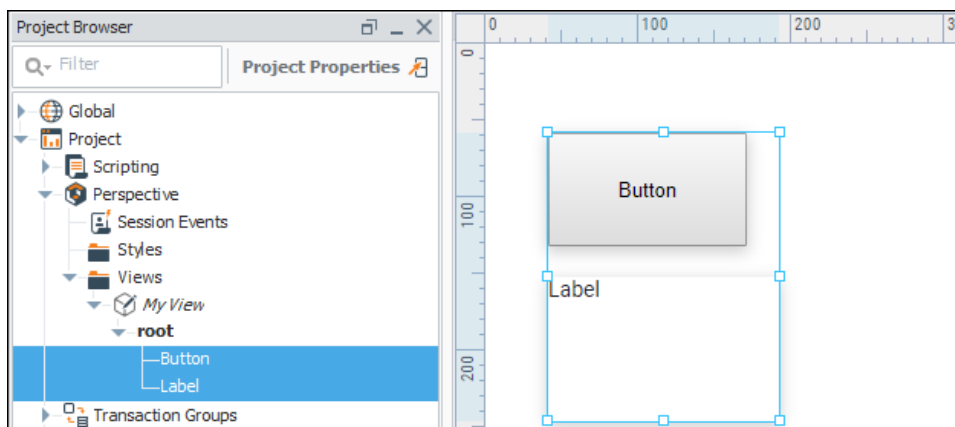 Project Browser
Filter
Project Properties
Global
Project
Scripting
Perspective
Session Events
Styles
Views
My View
root
Button
Label
Transaction Groups
0 100 200 3
0
100
200
Button
Label